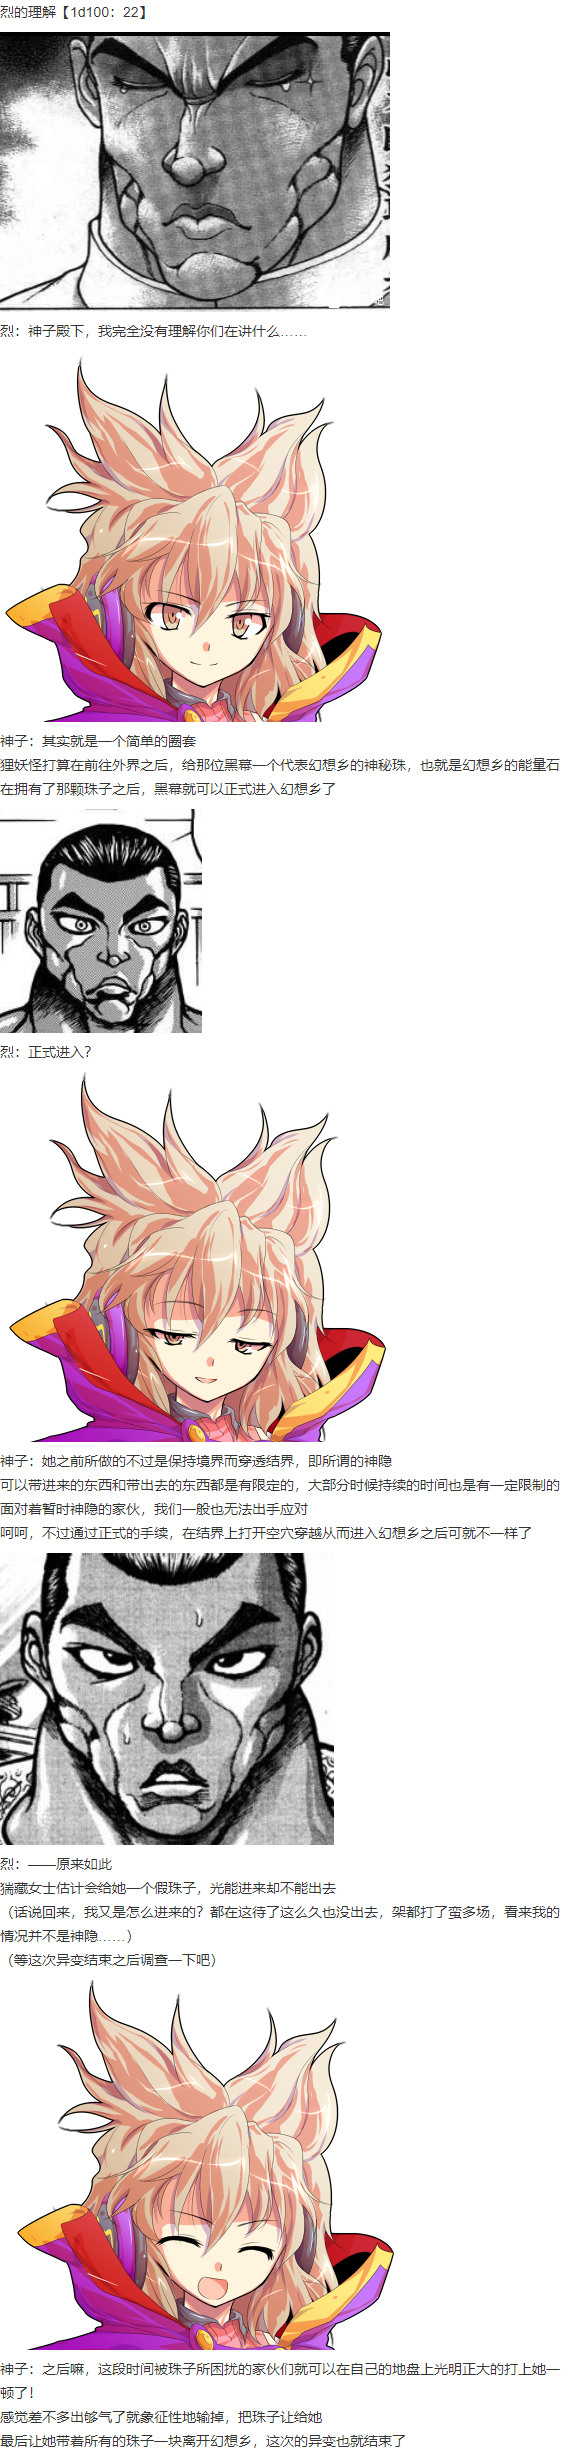 烈的理解【1d100：22】
烈：神子殿下，我完全没有理解你们在讲什么……
神子：其实就是一个简单的圈套
狸妖怪打算在前往外界之后，给那位黑幕一个代表幻想乡的神秘珠，也就是幻想乡的能量石
在拥有了那颗珠子之后，黑幕就可以正式进入幻想乡了
烈：正式进入？
神子：她之前所做的不过是保持境界而穿透结界，即所谓的神隐
可以带进来的东西和带出去的东西都是有限定的，大部分时候持续的时间也是有一定限制的
面对着暂时神隐的家伙，我们一般也无法出手应对
呵呵，不过通过正式的手续，在结界上打开空穴穿越从而进入幻想乡之后可就不一样了
烈：——原来如此
猯藏女士估计会给她一个假珠子，光能进来却不能出去
（话说回来，我又是怎么进来的？都在这待了这么久也没出去，架都打了蛮多场，看来我的
情况并不是神隐……）
（等这次异变结束之后调查一下吧）
神子：之后嘛，这段时间被珠子所困扰的家伙们就可以在自己的地盘上光明正大的打上她一
顿了！
感觉差不多出够气了就象征性地输掉，把珠子让给她
最后让她带着所有的珠子一块离开幻想乡，这次的异变也就结束了